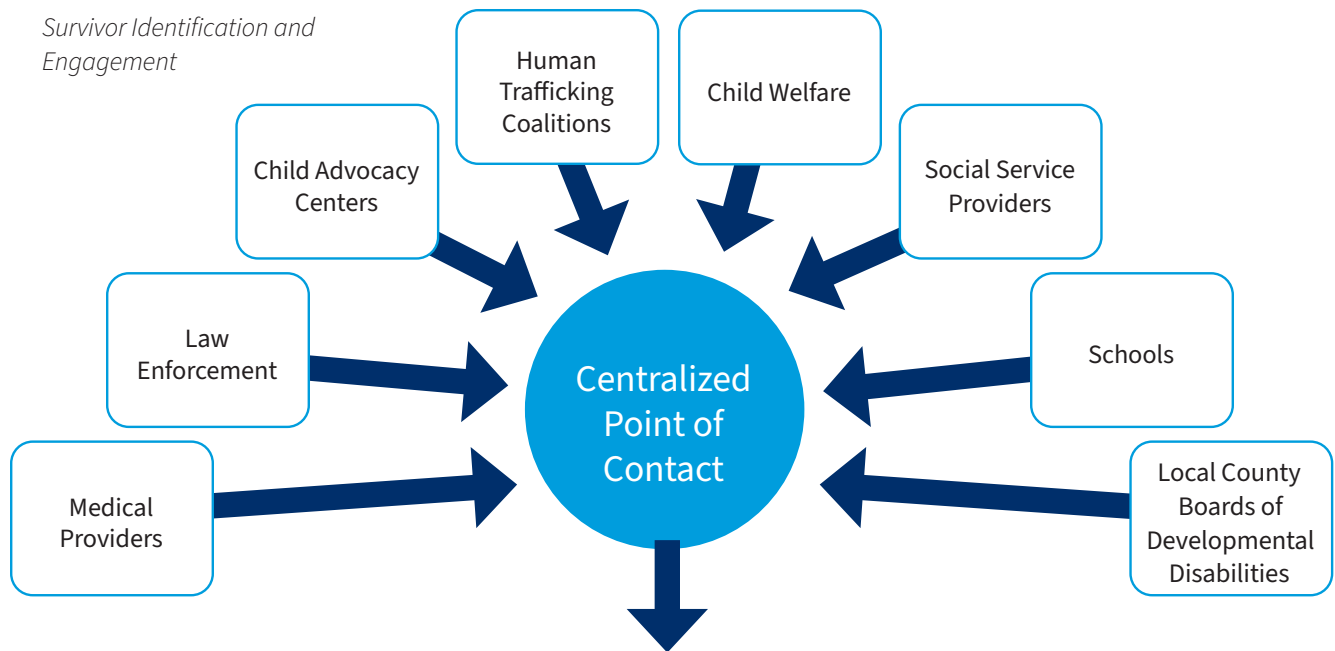 Survivor Identification and
Engagement
Human
Trafficking
Coalitions
Child Welfare
Child Advocacy
Centers
Social Service
Providers
Law
Enforcement
Schools
Centralized
Point of
Contact
Medical
Providers
Local County
Boards of
Developmental
Disabilities